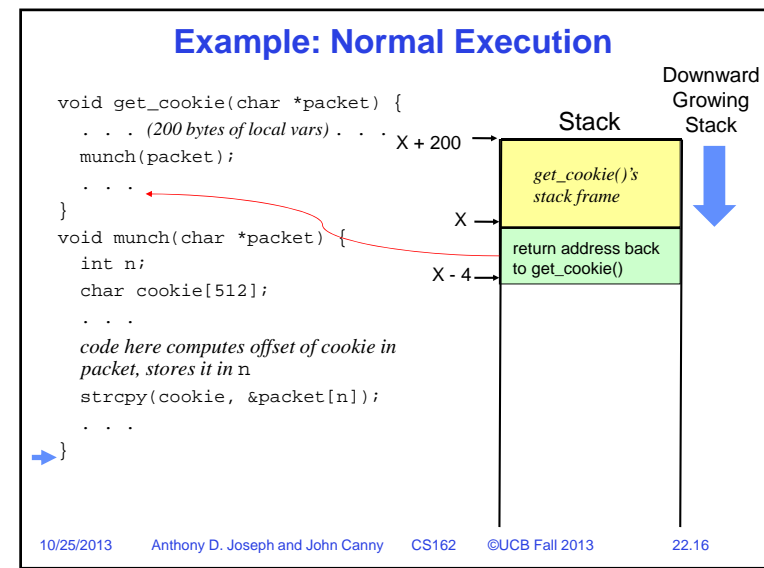 Example: Normal Execution
void get_cookie(char *packet) {
. . . (200 bytes of local vars) . . .
munch(packet);
. . .
}
void munch(char *packet) {
int n;
char cookie[512];
. . .
code here computes offset of cookie in
packet, stores it in n
strcpy(cookie, &packet[n]);
. . .
}
X + 200
X
X - 4
Stack
get_cookie()'s
stack frame
return address back
to get_cookie()
Downward
Growing
Stack
10/25/2013 Anthony D. Joseph and John Canny CS162 ©UCB Fall 2013 22.16